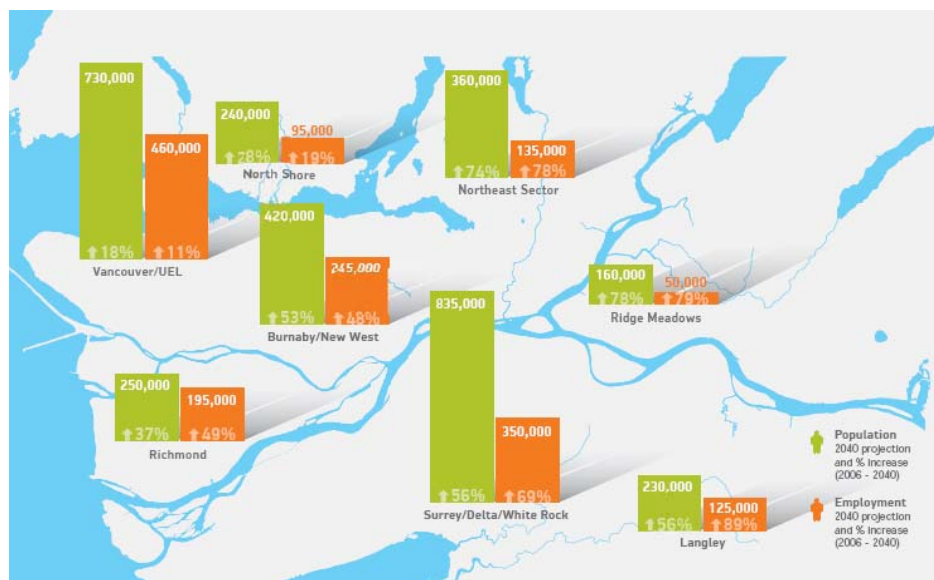 730,000
460,000
18%
11%
Vancouver/UEL
240,000
95,000
28%
19%
North Shore
360,000
135,000
74%
78%
Northeast Sector
420,000
245,000
53%
48%
Burnaby/New West
160,000
50,000
78%
79%
Ridge Meadows
835,000
350,000
56%
69%
Surrey/Delta/White Rock
250,000
195,000
37%
49%
Richmond
230,000
125,000
56%
89%
Langley
Population
2040 projection
and % increase
(2006 - 2040)
Employment
2040 projection
and % increase
(2006 - 2040)